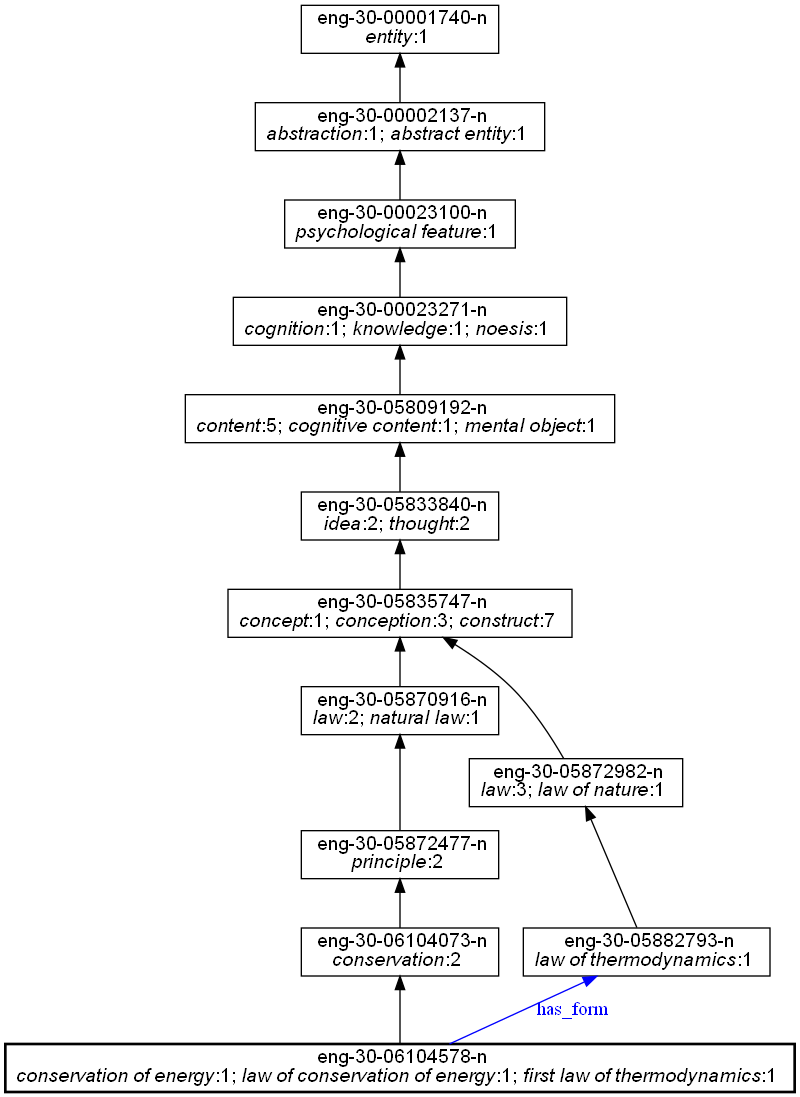 eng-30-00001740-n
entity:1
eng-30-00002137-n
abstraction:1; abstract entity:1
eng-30-00023100-n
psychological feature:1
eng-30-00023271-n
cognition:1; knowledge:1; noesis:1
eng-30-05809192-n
content:5; cognitive content:1; mental object:1
eng-30-05833840-n
idea:2; thought:2
eng-30-05835747-n
concept:1; conception:3; construct:7
eng-30-05870916-n
law:2; natural law:1
eng-30-05872982-n
law:3; law of nature:1
eng-30-05872477-n
principle:2
eng-30-06104073-n
conservation:2
eng-30-05882793-n
law of thermodynamics:1
has_form
eng-30-06104578-n
conservation of energy:1; law of conservation of energy:1; first law of thermodynamics:1